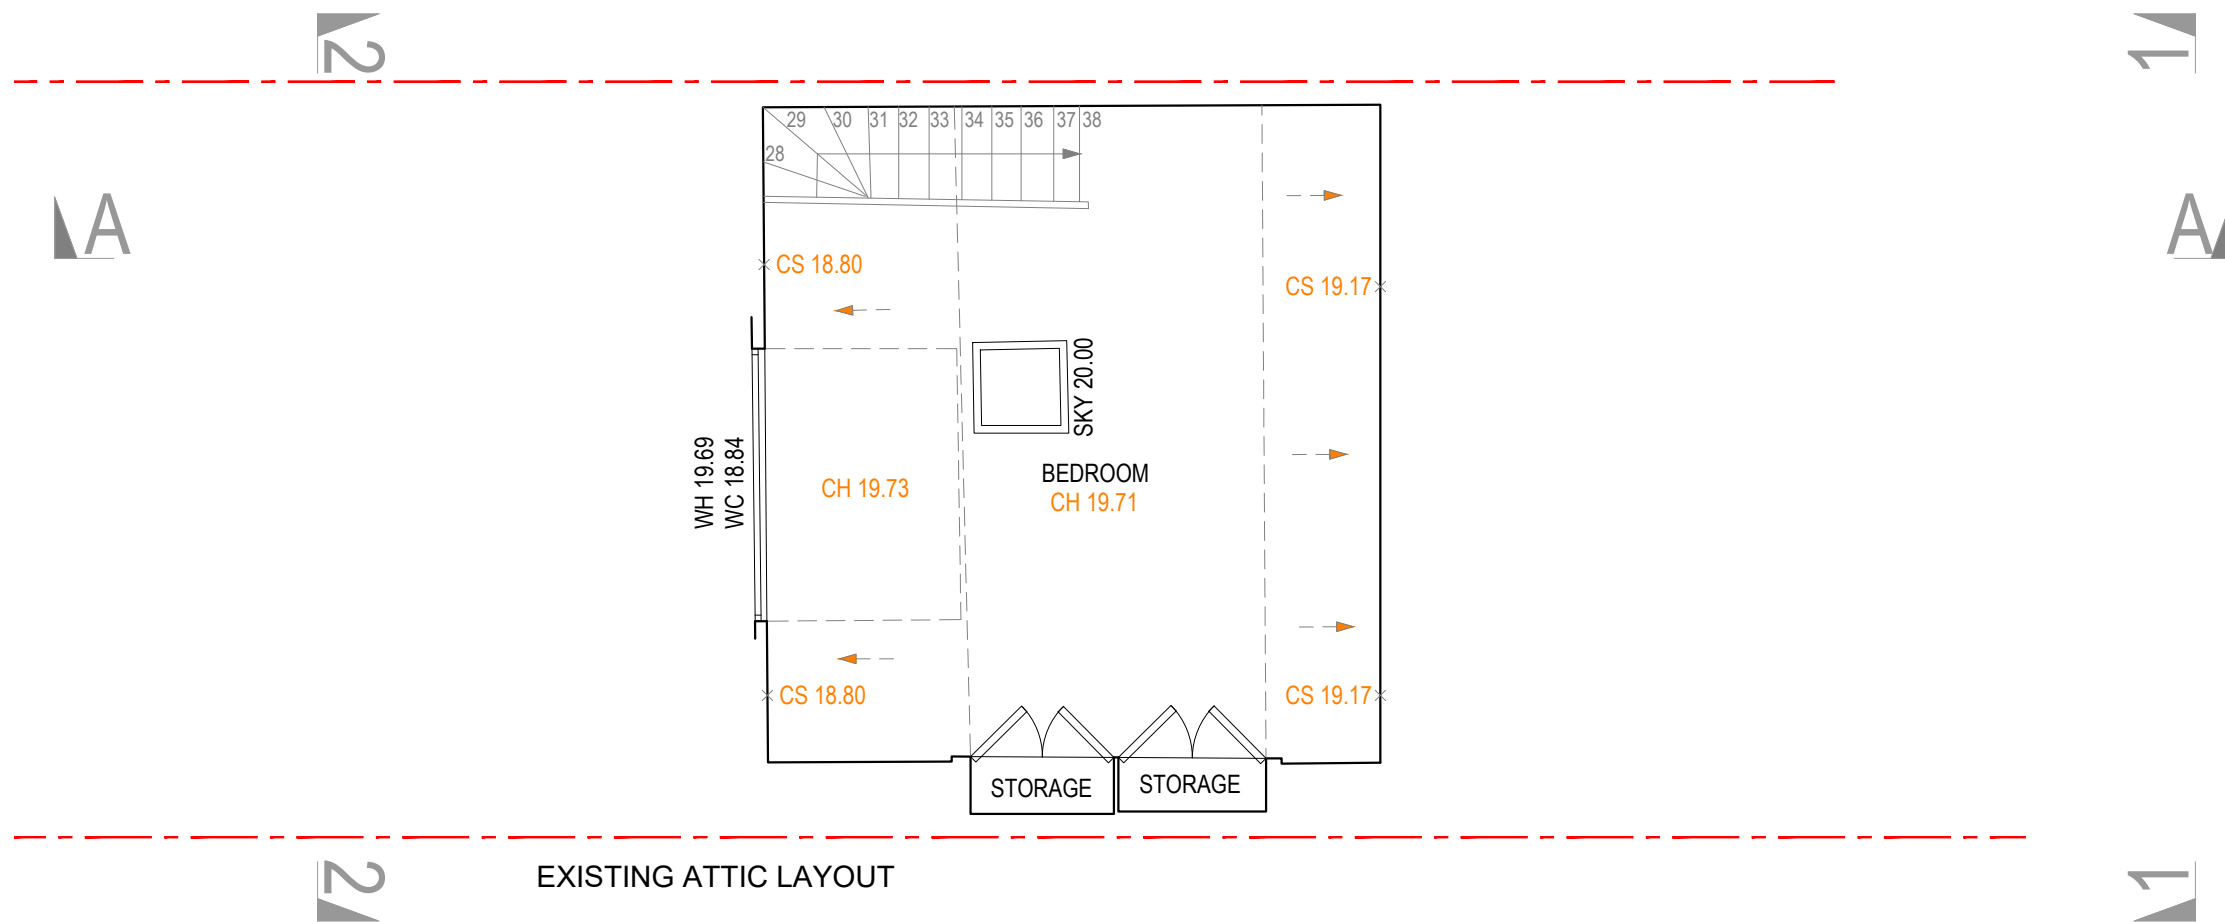 2
1
29 30 31 32 33 34 35 36 37 38
28
A
A
CS 18.80
CS 19.17
SKY 20.00
WH 19.69
WC 18.84
CH 19.73
BEDROOM
CH 19.71
CS 18.80
CS 19.17
STORAGE
STORAGE
2
1
EXISTING ATTIC LAYOUT